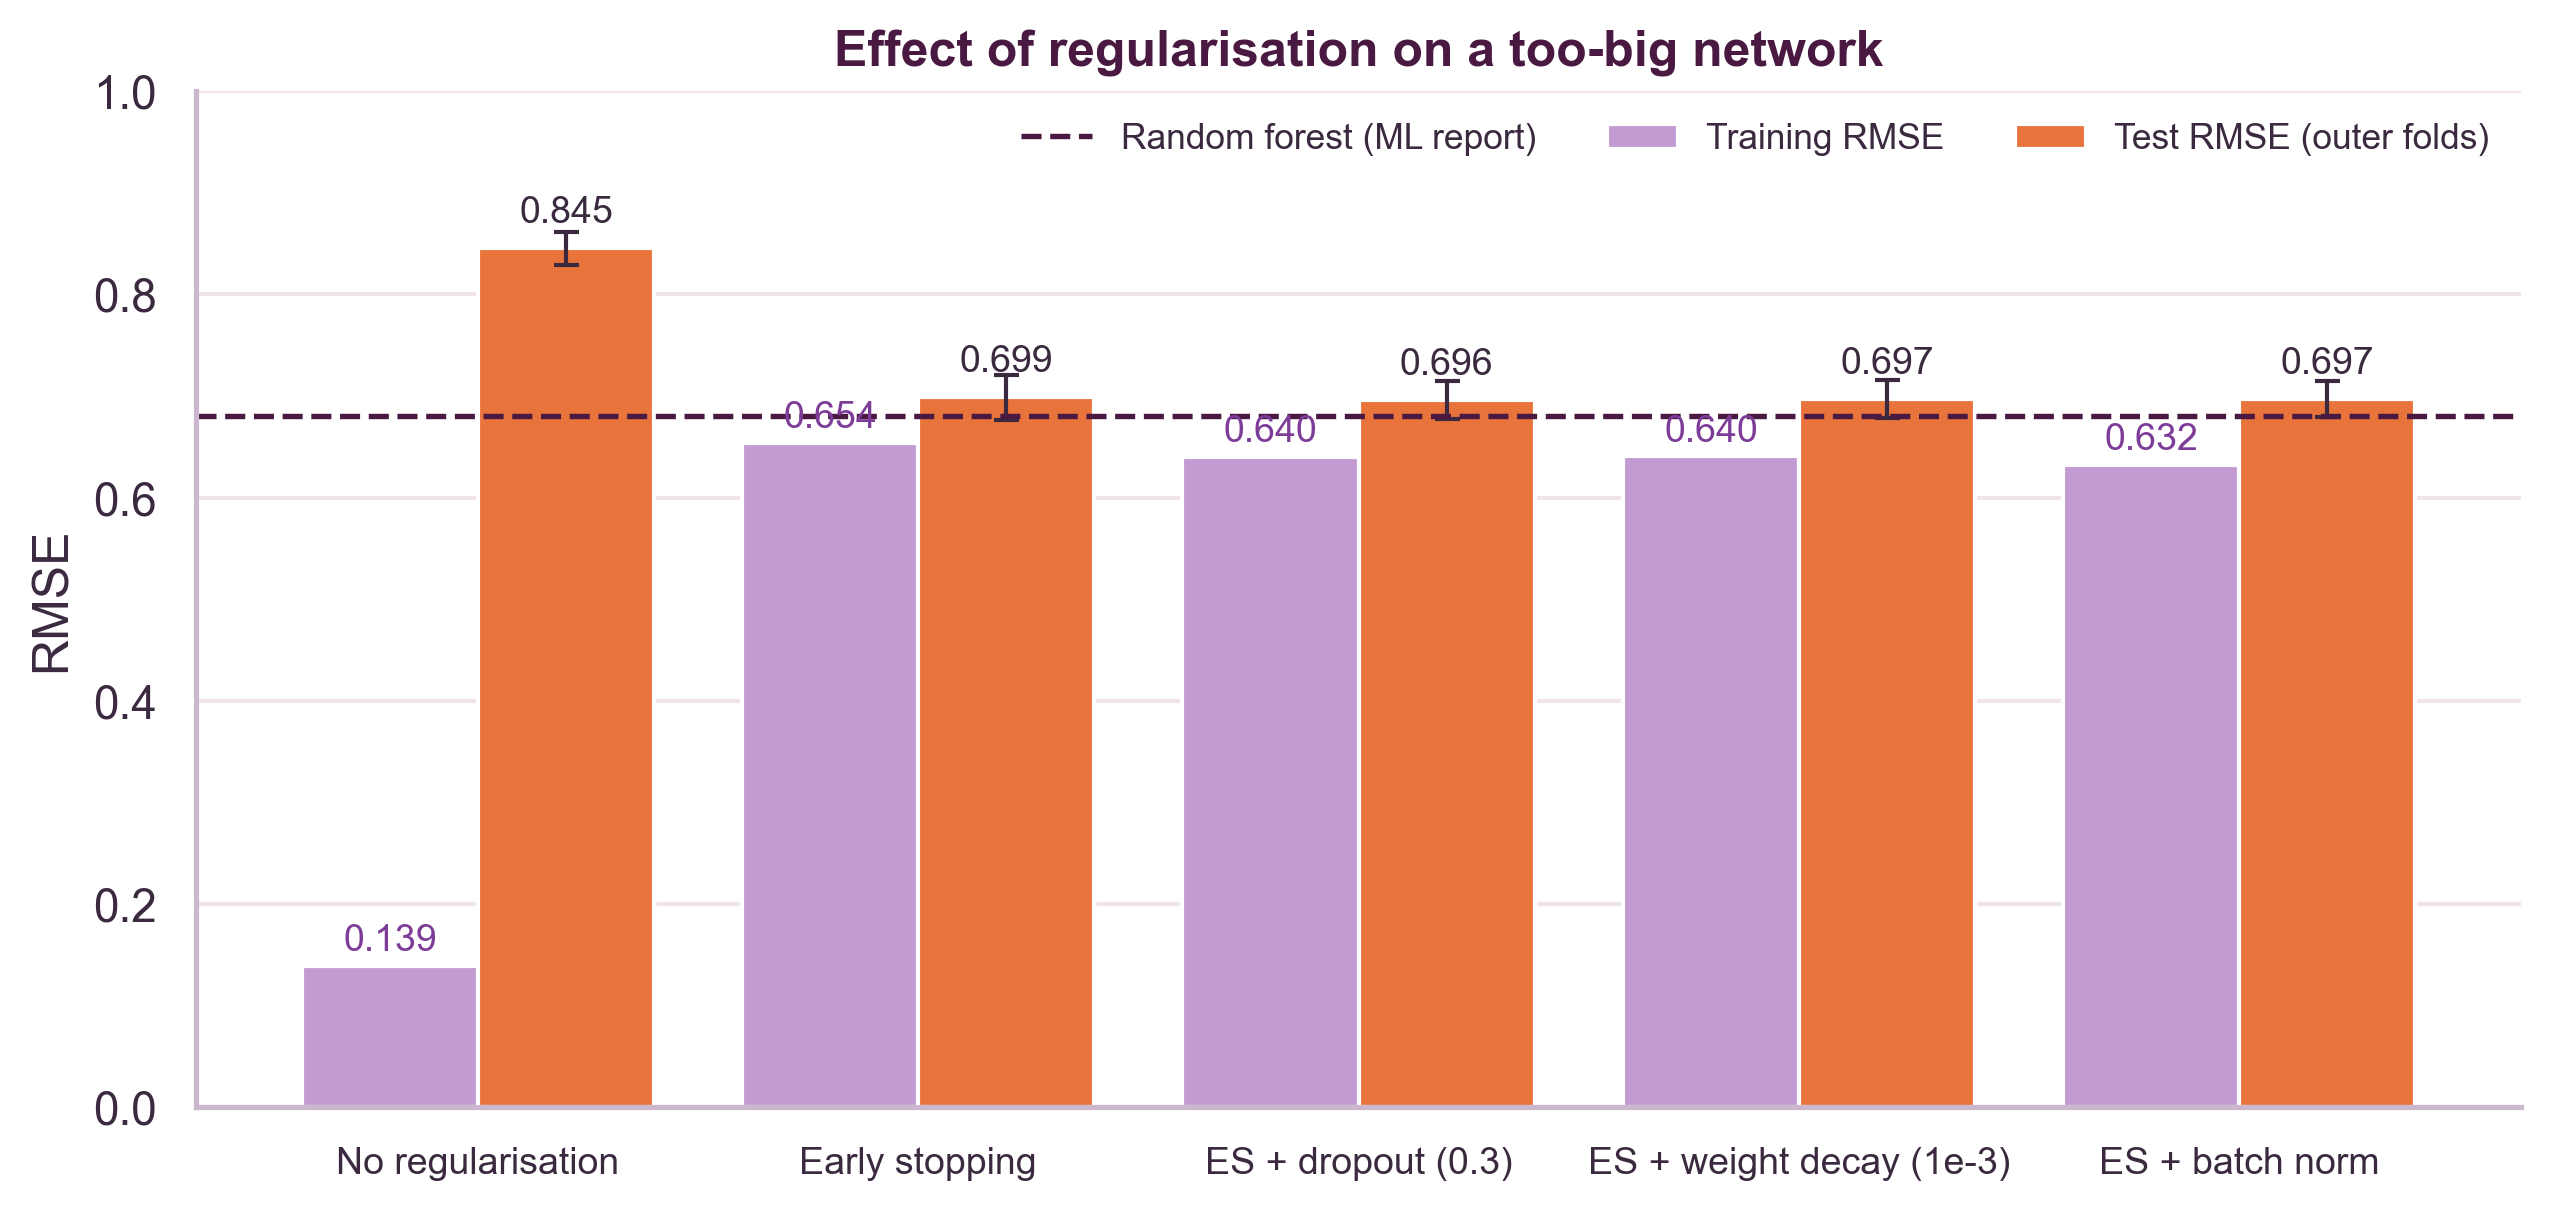 Effect of regularisation on a too-big network
1.0
Random forest (ML report) Training RMSE Test RMSE (outer folds)
0.845
0.8
0.699 0.696 0.697 0.697
0.654 0.640 0.640 0.632
0.6
RMSE
0.4
0.2
0.139
0.0
No regularisation Early stopping ES + dropout (0.3) ES + weight decay (1e-3) ES + batch norm